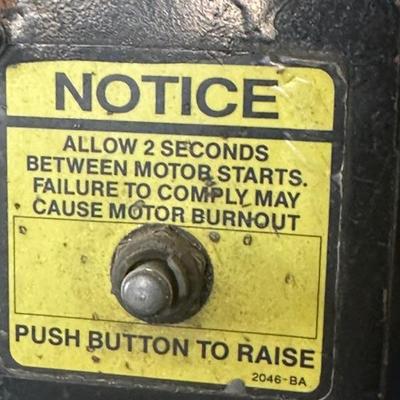 NOTICE
ALLOW 2 SECONDS
BETWEEN MOTOR STARTS.
FAILURE TO COMPLY MAY
CAUSE MOTOR BURNOUT
PUSH BUTTON TO RAISE
2046-BA